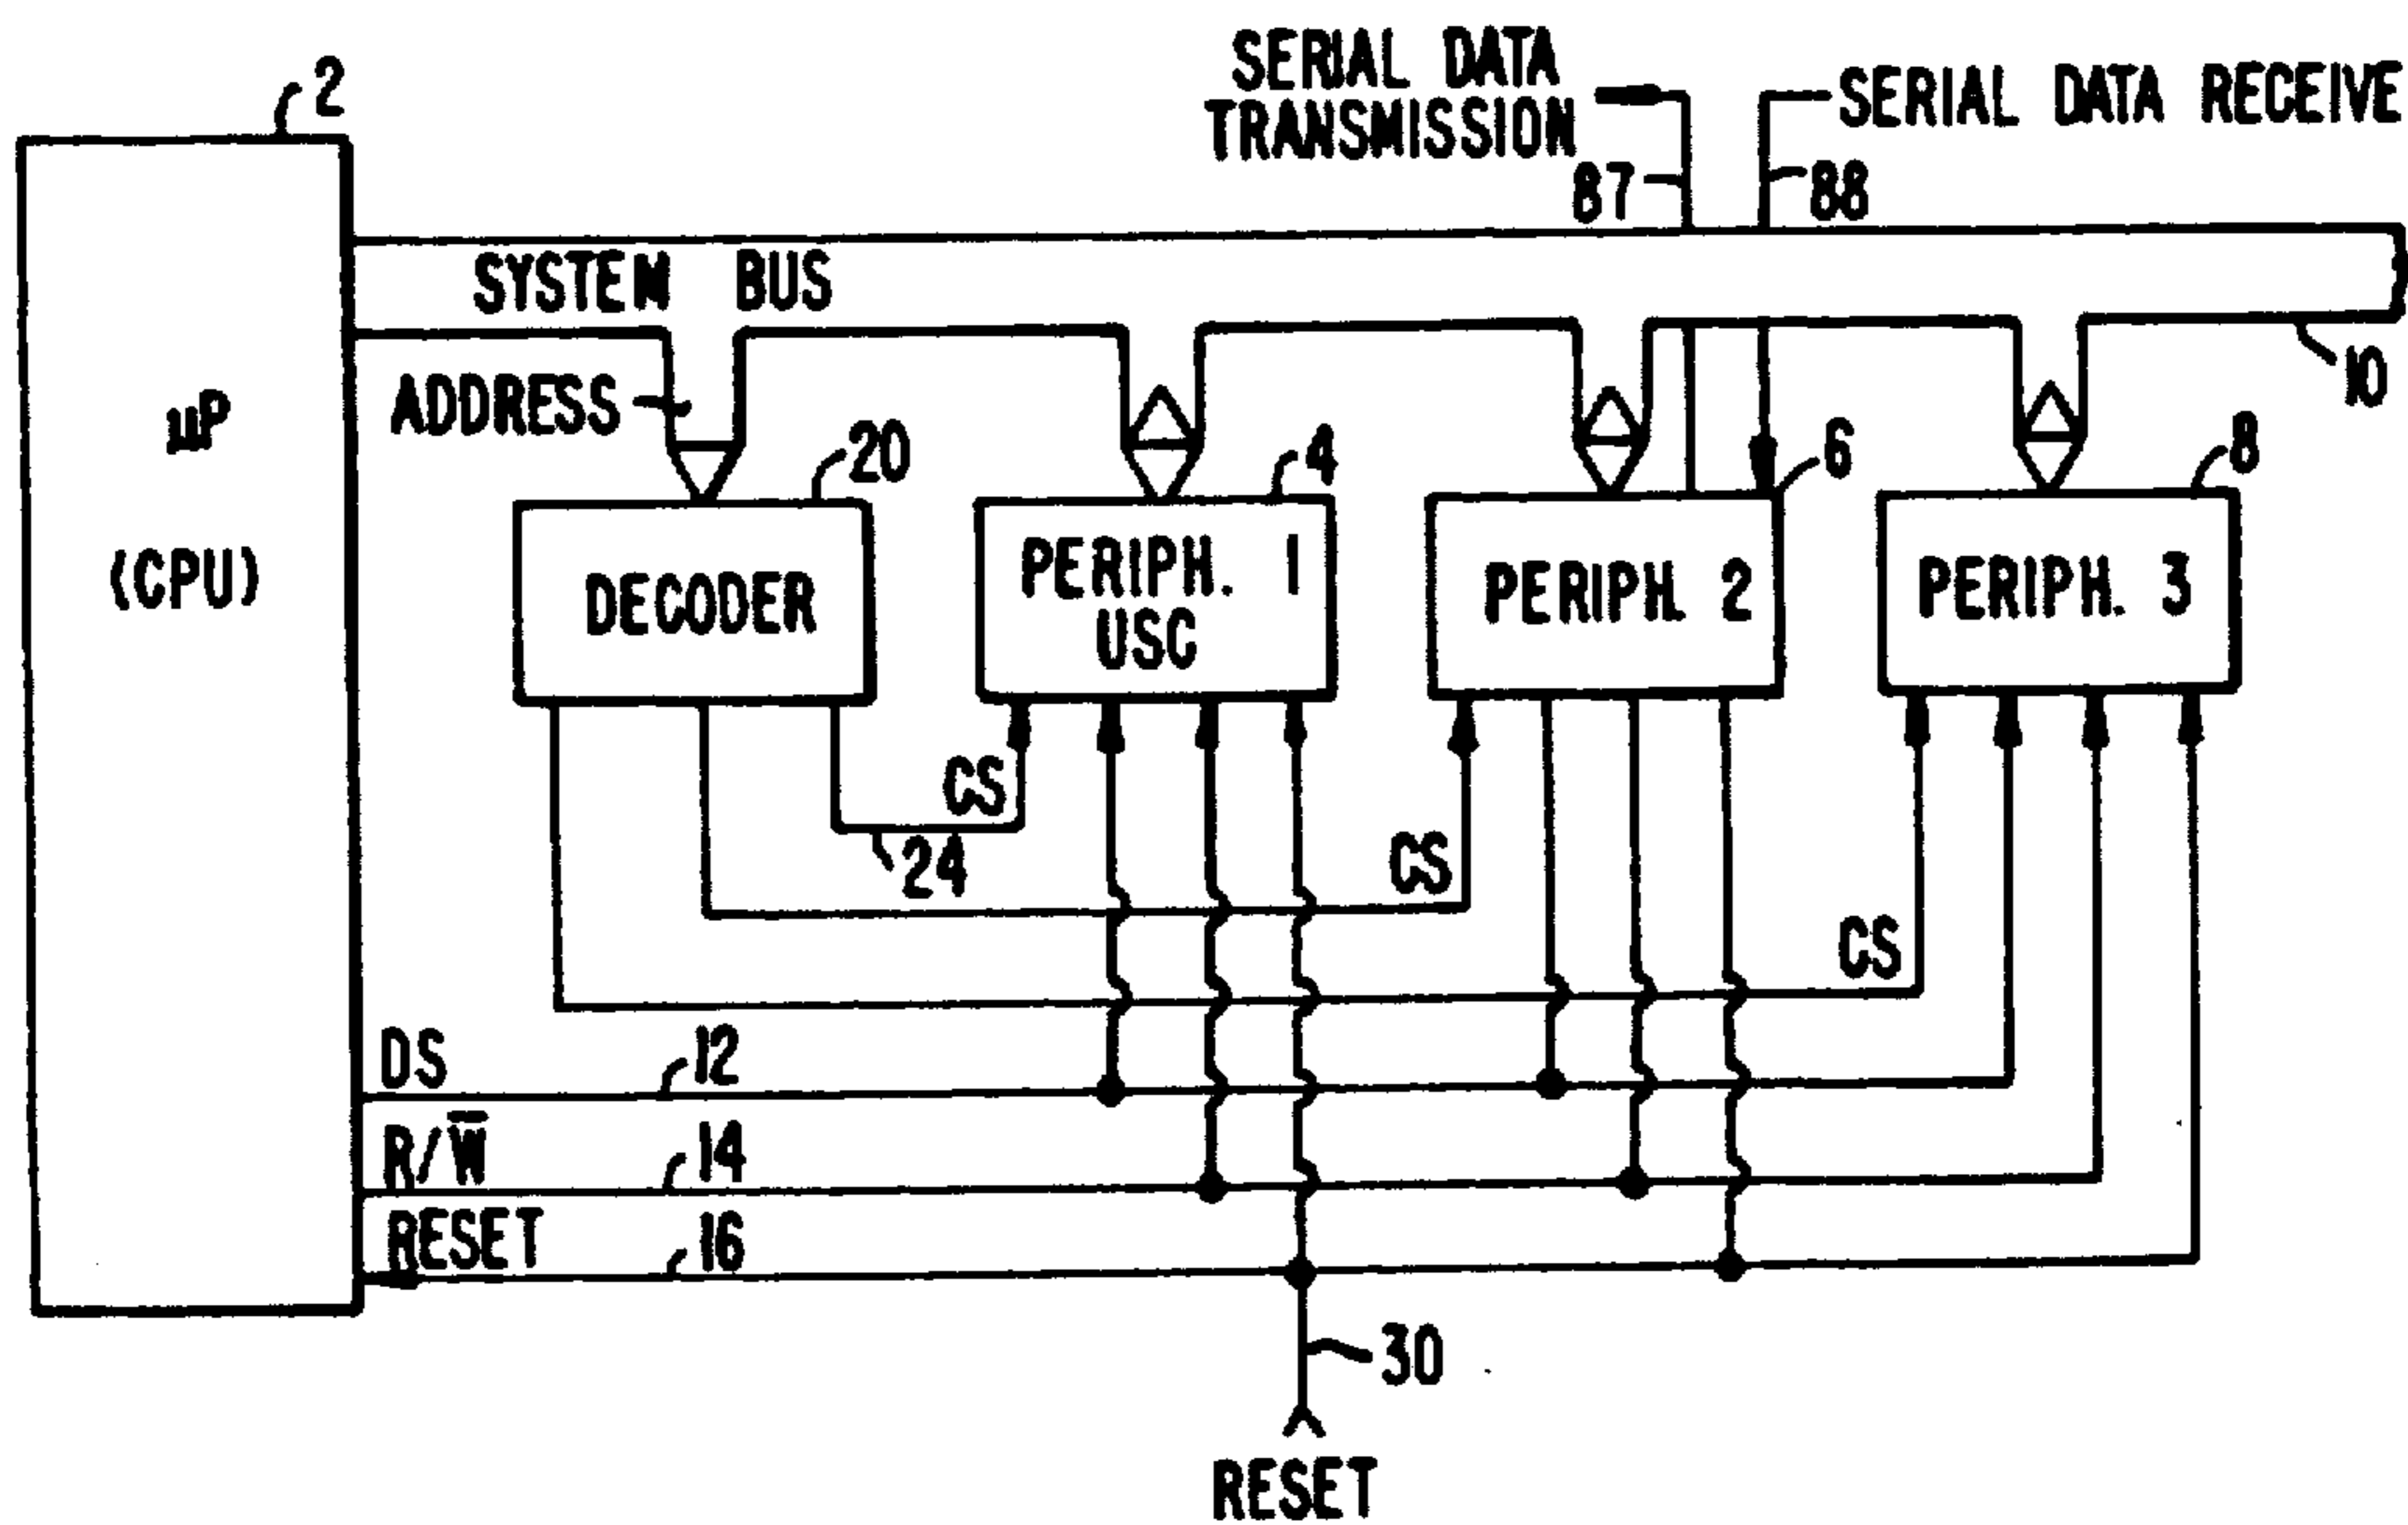 2
SERIAL DATA
TRANSMISSION
SERIAL DATA RECEIVE
87
88
SYSTEM BUS
10
ADDRESS
μP
(CPU)
20
4
6
8
DECODER
PERIPH. 1
USC
PERIPH. 2
PERIPH. 3
CS
24
CS
CS
DS
12
R/W̅
14
RESET
16
30
RESET